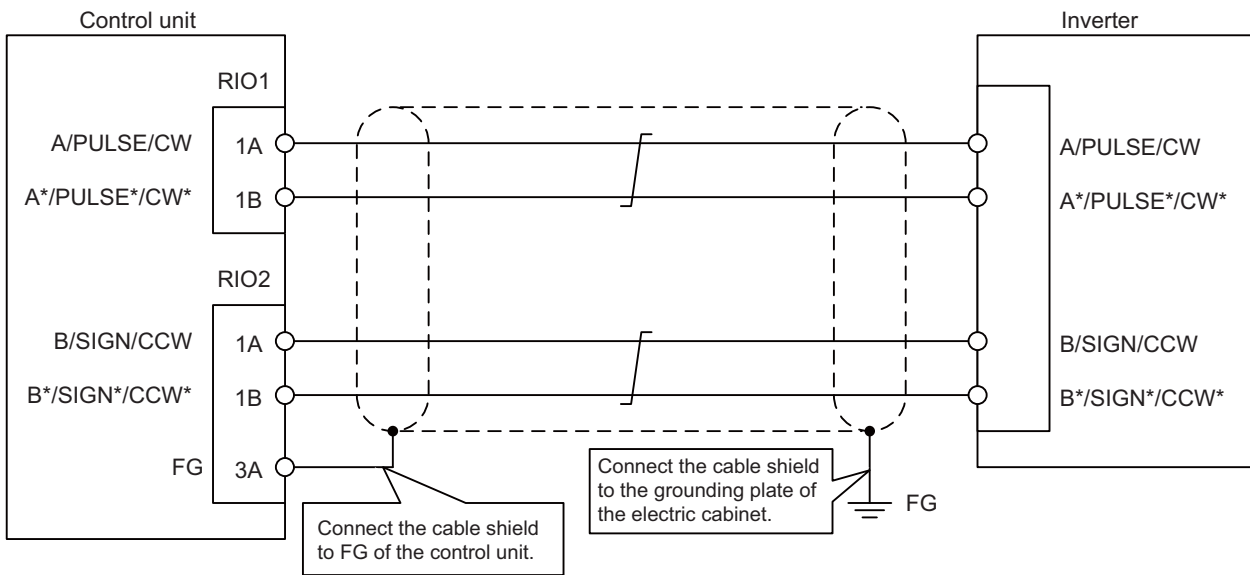 Control unit
Inverter
RIO1
A/PULSE/CW 1A
A/PULSE/CW
A*/PULSE*/CW* 1B
A*/PULSE*/CW*
RIO2
B/SIGN/CCW 1A
B/SIGN/CCW
B*/SIGN*/CCW* 1B
B*/SIGN*/CCW*
FG 3A
Connect the cable shield
to FG of the control unit.
Connect the cable shield
to the grounding plate of
the electric cabinet.
FG